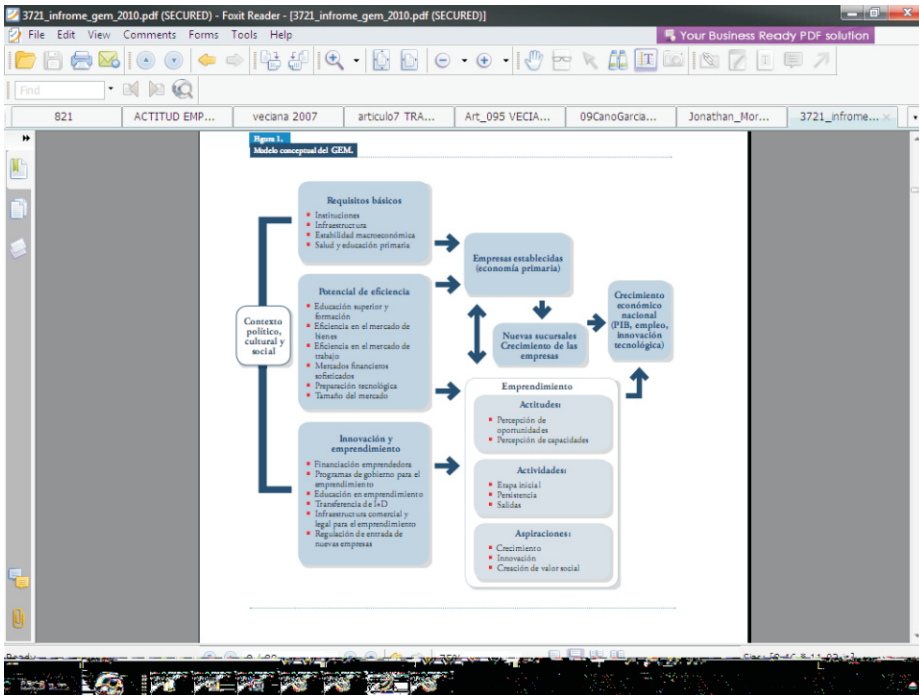 3721_infrome_gem_2010.pdf (SECURED) - Foxit Reader - [3721_infrome_gem_2010.pdf (SECURED)]
File Edit View Comments Forms Tools Help
Your Business Ready PDF solution
Find
821 ACTITUD EMP... veciana 2007 articulo7 TRA... Art_095 VECIA... 09CanoGarcia... Jonathan_Mor... 3721_infrome...
Figura 1.
Modelo conceptual del GEM.
Contexto
político,
cultural y
social
Requisitos básicos
Instituciones
Infraestructura
Estabilidad macroeconómica
Salud y educación primaria
Potencial de eficiencia
Educación superior y
formación
Eficiencia en el mercado de
bienes
Eficiencia en el mercado de
trabajo
Mercados financieros
sofisticados
Preparación tecnológica
Tamaño del mercado
Innovación y
emprendimiento
Financiación emprendedora
Programas de gobierno para el
emprendimiento
Educación en emprendimiento
Transferencia de I+D
Infraestructura comercial y
legal para el emprendimiento
Regulación de entrada de
nuevas empresas
Empresas establecidas
(economía primaria)
Nuevas sucursales
Crecimiento de las
empresas
Crecimiento
económico
nacional
(PIB, empleo,
innovación
tecnológica)
Emprendimiento
Actitudes:
Percepción de
oportunidades
Percepción de capacidades
Actividades:
Etapa inicial
Persistencia
Salidas
Aspiraciones:
Crecimiento
Innovación
Creación de valor social